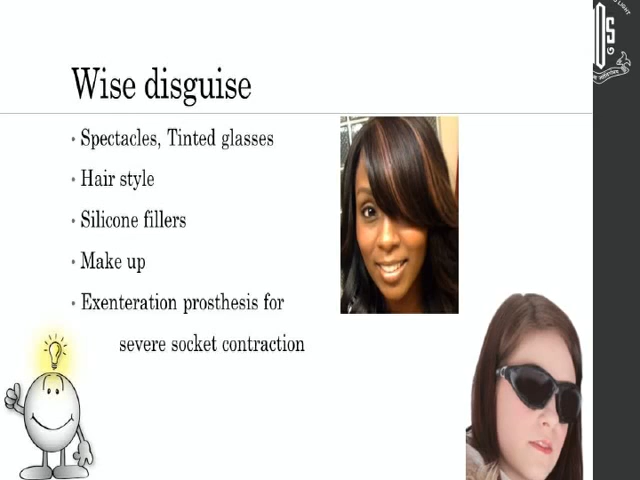 Wise disguise
• Spectacles, Tinted glasses
• Hair style
• Silicone fillers
• Make up
• Exenteration prosthesis for
severe socket contraction